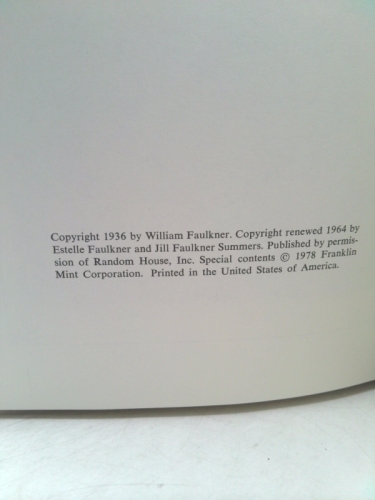 Copyright 1936 by William Faulkner. Copyright renewed 1964 by
Estelle Faulkner and Jill Faulkner Summers. Published by permis-
sion of Random House, Inc. Special contents © 1978 Franklin
Mint Corporation. Printed in the United States of America.